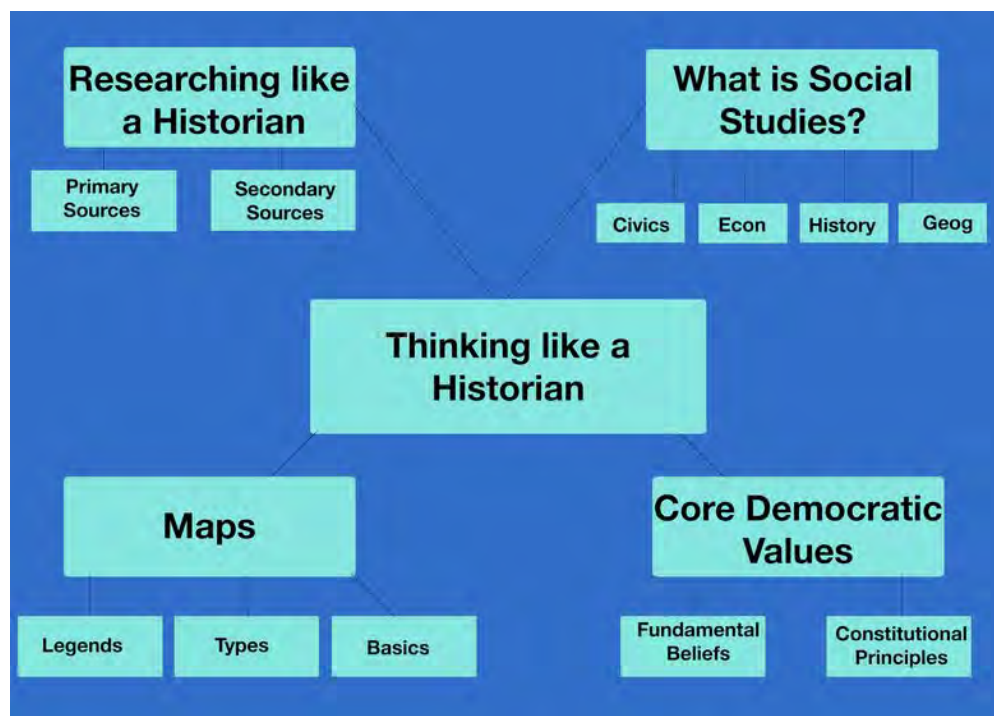 Researching like
a Historian
Primary
Sources
Secondary
Sources
What is Social
Studies?
Civics
Econ
History
Geog
Thinking like a
Historian
Maps
Legends
Types
Basics
Core Democratic
Values
Fundamental
Beliefs
Constitutional
Principles